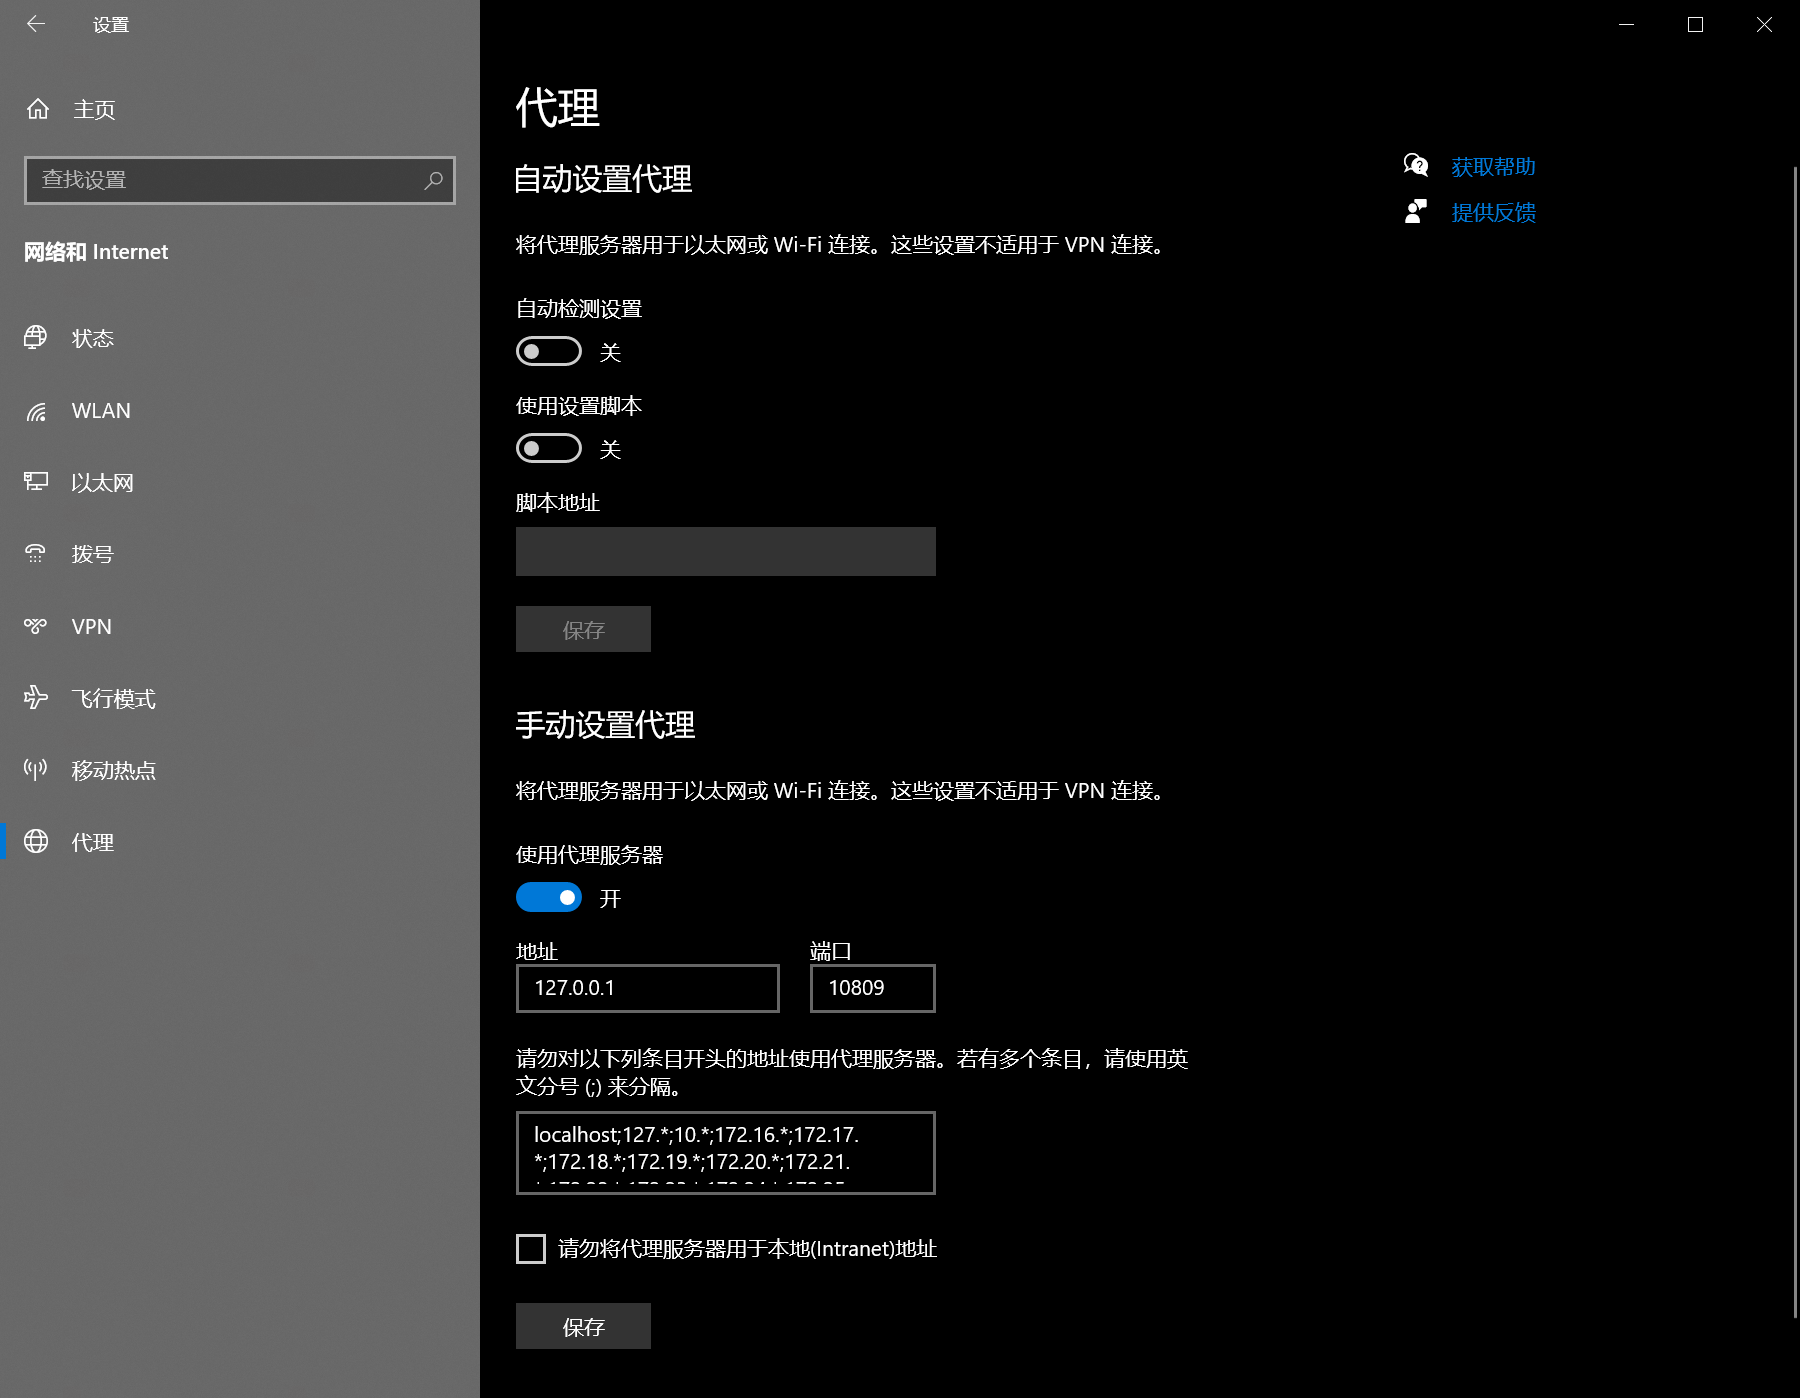 设置
主页
查找设置
网络和 Internet
状态
WLAN
以太网
拨号
VPN
飞行模式
移动热点
代理
代理
自动设置代理
将代理服务器用于以太网或 Wi-Fi 连接。这些设置不适用于 VPN 连接。
自动检测设置
关
使用设置脚本
关
脚本地址
保存
手动设置代理
将代理服务器用于以太网或 Wi-Fi 连接。这些设置不适用于 VPN 连接。
使用代理服务器
开
地址 端口
127.0.0.1 10809
请勿对以下列条目开头的地址使用代理服务器。若有多个条目，请使用英
文分号 (;) 来分隔。
localhost;127.*;10.*;172.16.*;172.17.
*;172.18.*;172.19.*;172.20.*;172.21.
请勿将代理服务器用于本地(Intranet)地址
保存
获取帮助
提供反馈